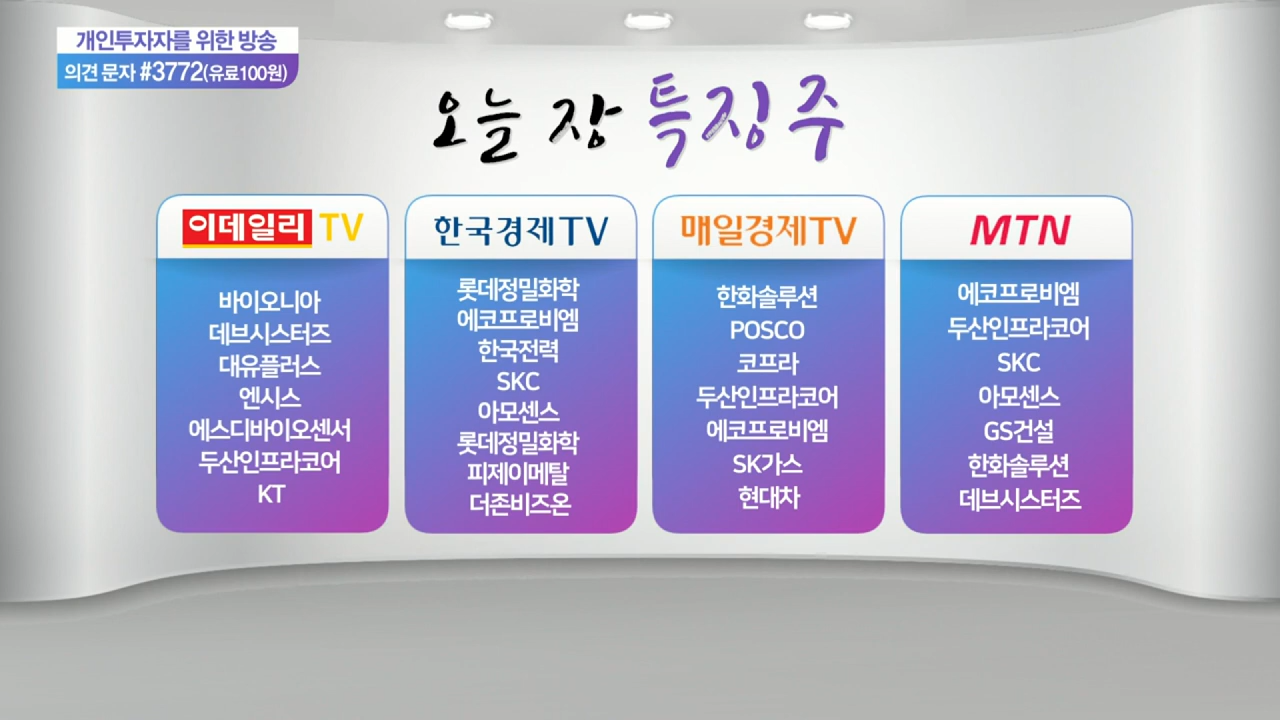 개인투자자를 위한 방송
의견 문자 #3772(유료100원)
오늘 장 특징주
이데일리 TV
바이오니아
데브시스터즈
대유플러스
엔시스
에스디바이오센서
두산인프라코어
KT
한국경제TV
롯데정밀화학
에코프로비엠
한국전력
SKC
아모센스
롯데정밀화학
피제이메탈
더존비즈온
매일경제TV
한화솔루션
POSCO
코프라
두산인프라코어
에코프로비엠
SK가스
현대차
MTN
에코프로비엠
두산인프라코어
SKC
아모센스
GS건설
한화솔루션
데브시스터즈